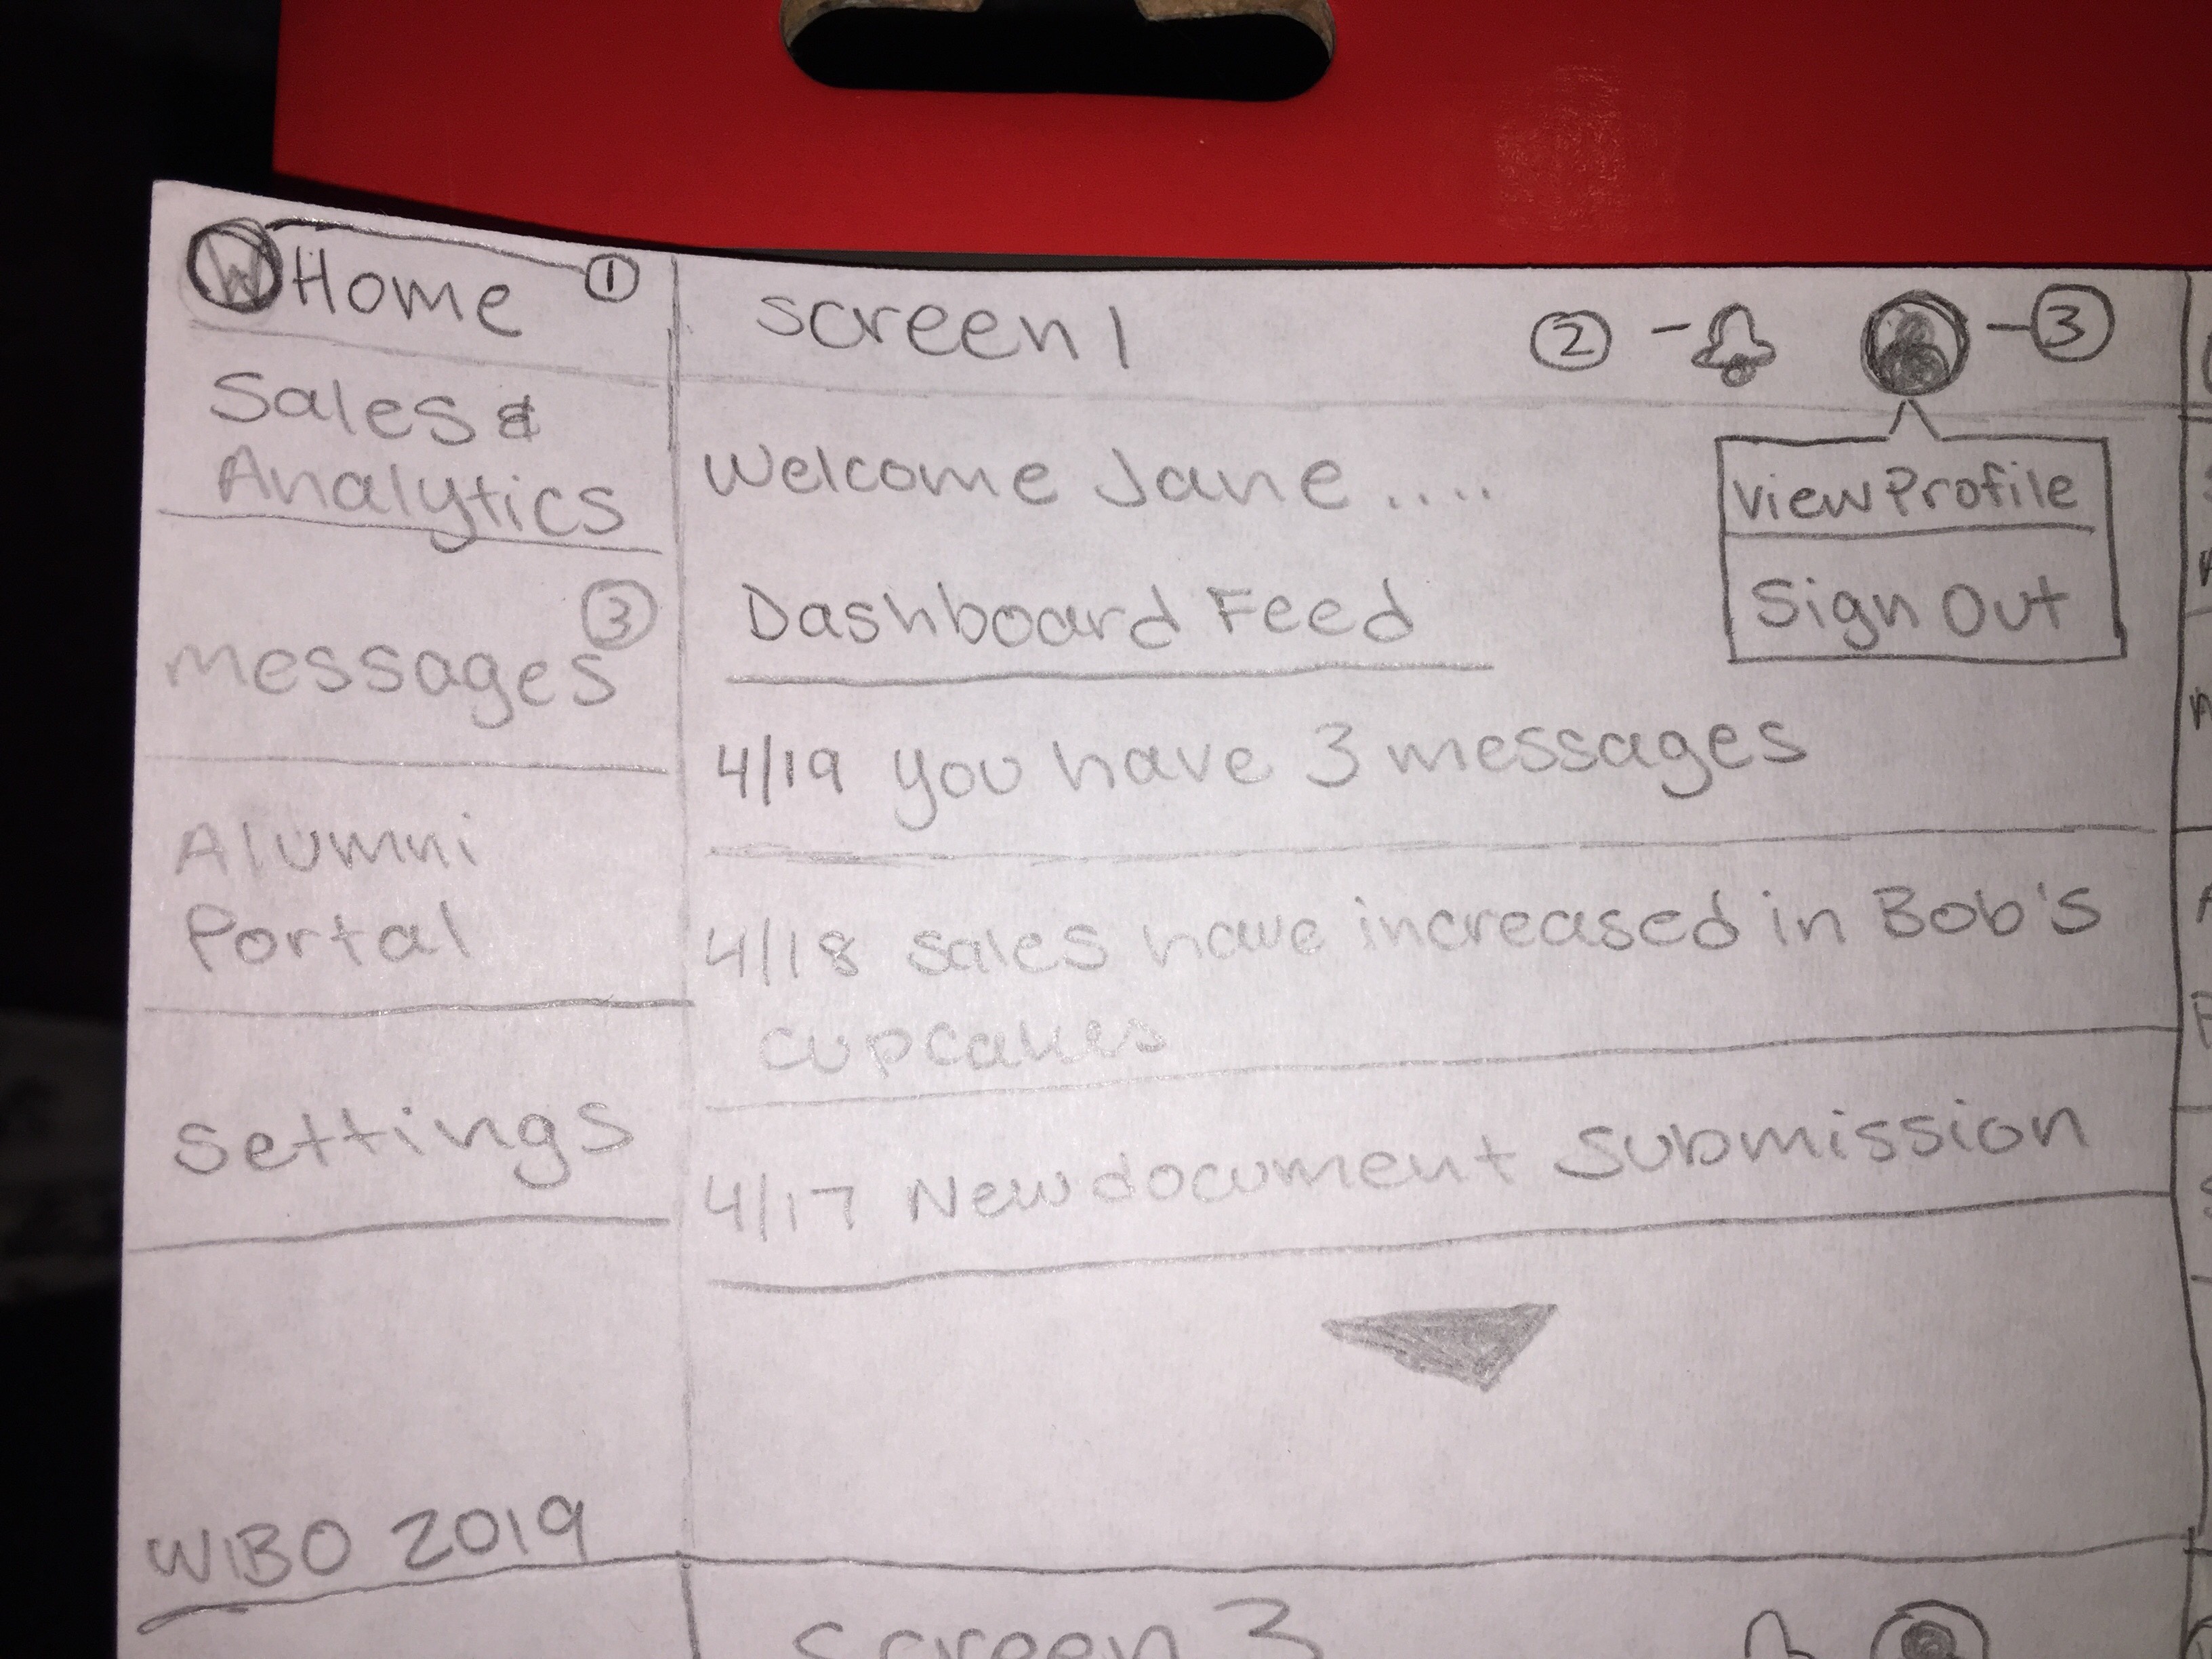 W Home 1
Sales &
Analytics
messages 3
Alumni
Portal
Settings
WIBO 2019
screen 1
2 - 3
View Profile
Sign Out
Welcome Jane....
Dashboard Feed
4/19 you have 3 messages
4/18 sales have increased in Bob's
cupcakes
4/17 New document Submission
screen 3